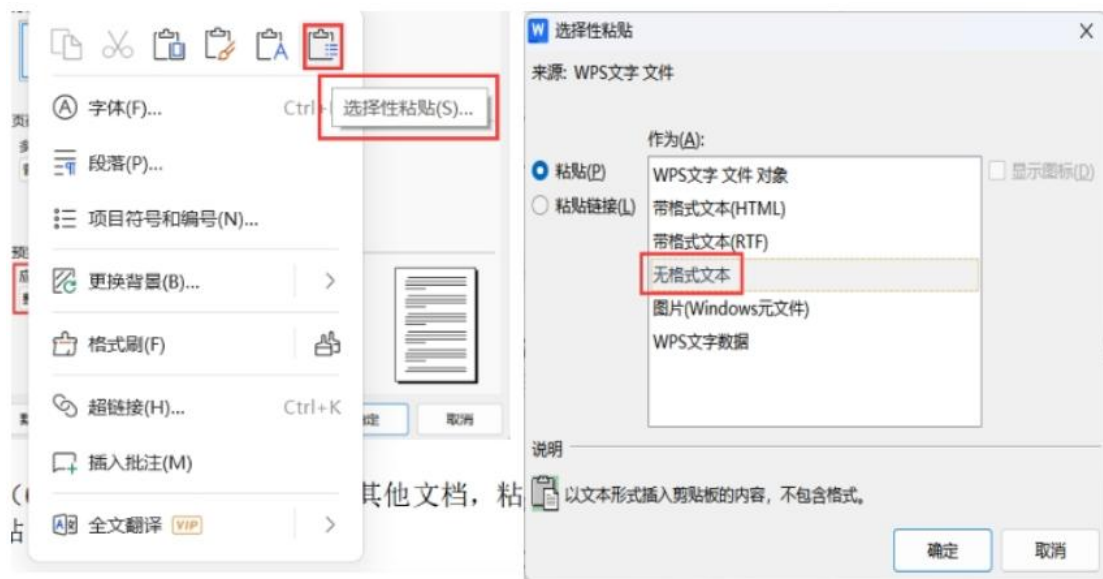 字体(F)...
选择性粘贴(S)...
段落(P)...
项目符号和编号(N)...
更换背景(B)...
格式刷(F)
超链接(H)... Ctrl+K
取消
插入批注(M)
其他文档，粘
全文翻译 VIP
选择性粘贴
来源: WPS文字 文件
作为(A):
粘贴(P)
粘贴链接(L)
WPS文字 文件 对象
带格式文本(HTML)
带格式文本(RTF)
无格式文本
图片(Windows元文件)
WPS文字数据
显示图标(D)
说明
以文本形式插入剪贴板的内容，不包含格式。
确定 取消